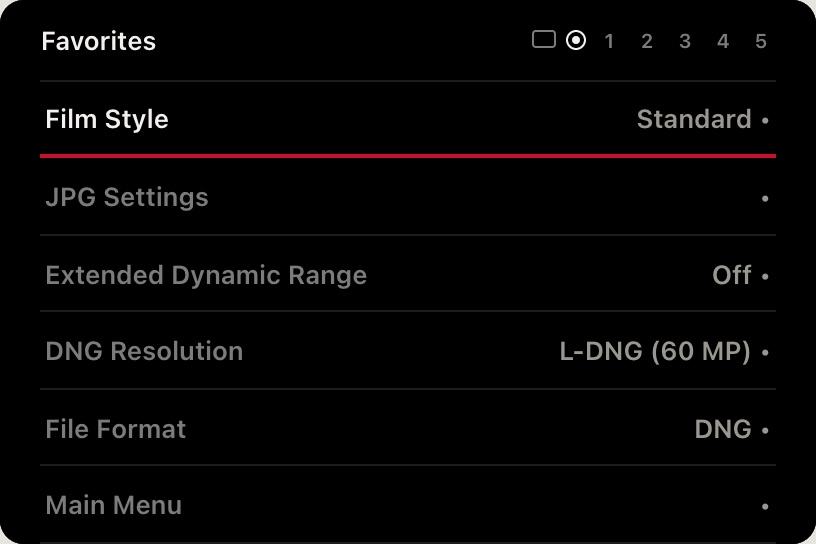 Favorites 1 2 3 4 5
Film Style Standard •
JPG Settings •
Extended Dynamic Range Off •
DNG Resolution L-DNG (60 MP) •
File Format DNG •
Main Menu •